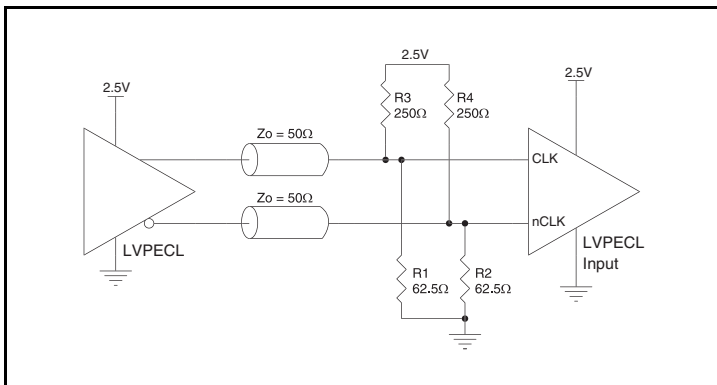 2.5V
2.5V
2.5V
R3
250Ω
R4
250Ω
Zo = 50Ω
CLK
Zo = 50Ω
nCLK
LVPECL
LVPECL
Input
R1
62.5Ω
R2
62.5Ω